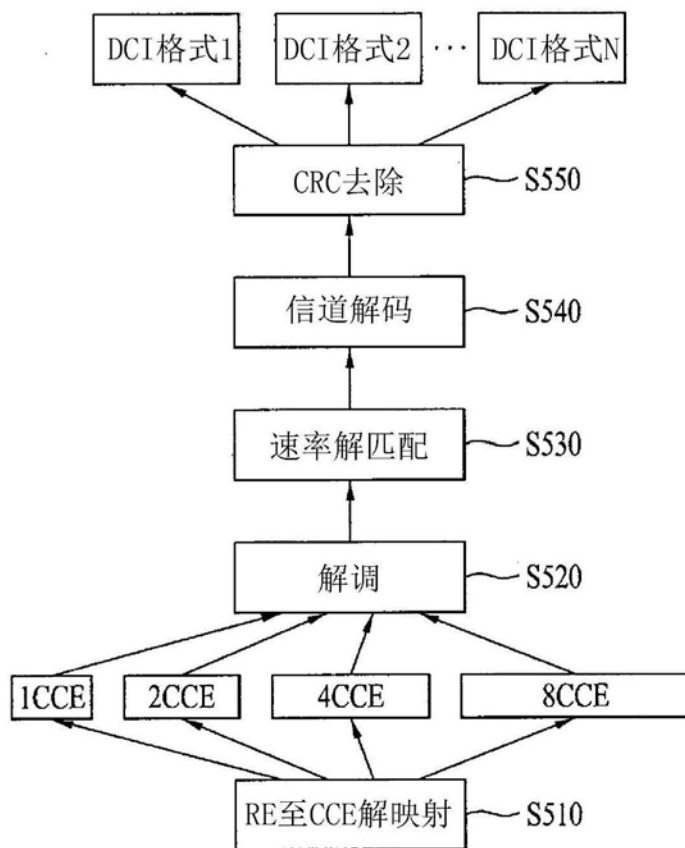 DCI格式1 DCI格式2 ··· DCI格式N
CRC去除 S550
信道解码 S540
速率解匹配 S530
解调 S520
1CCE 2CCE 4CCE 8CCE
RE至CCE解映射 S510